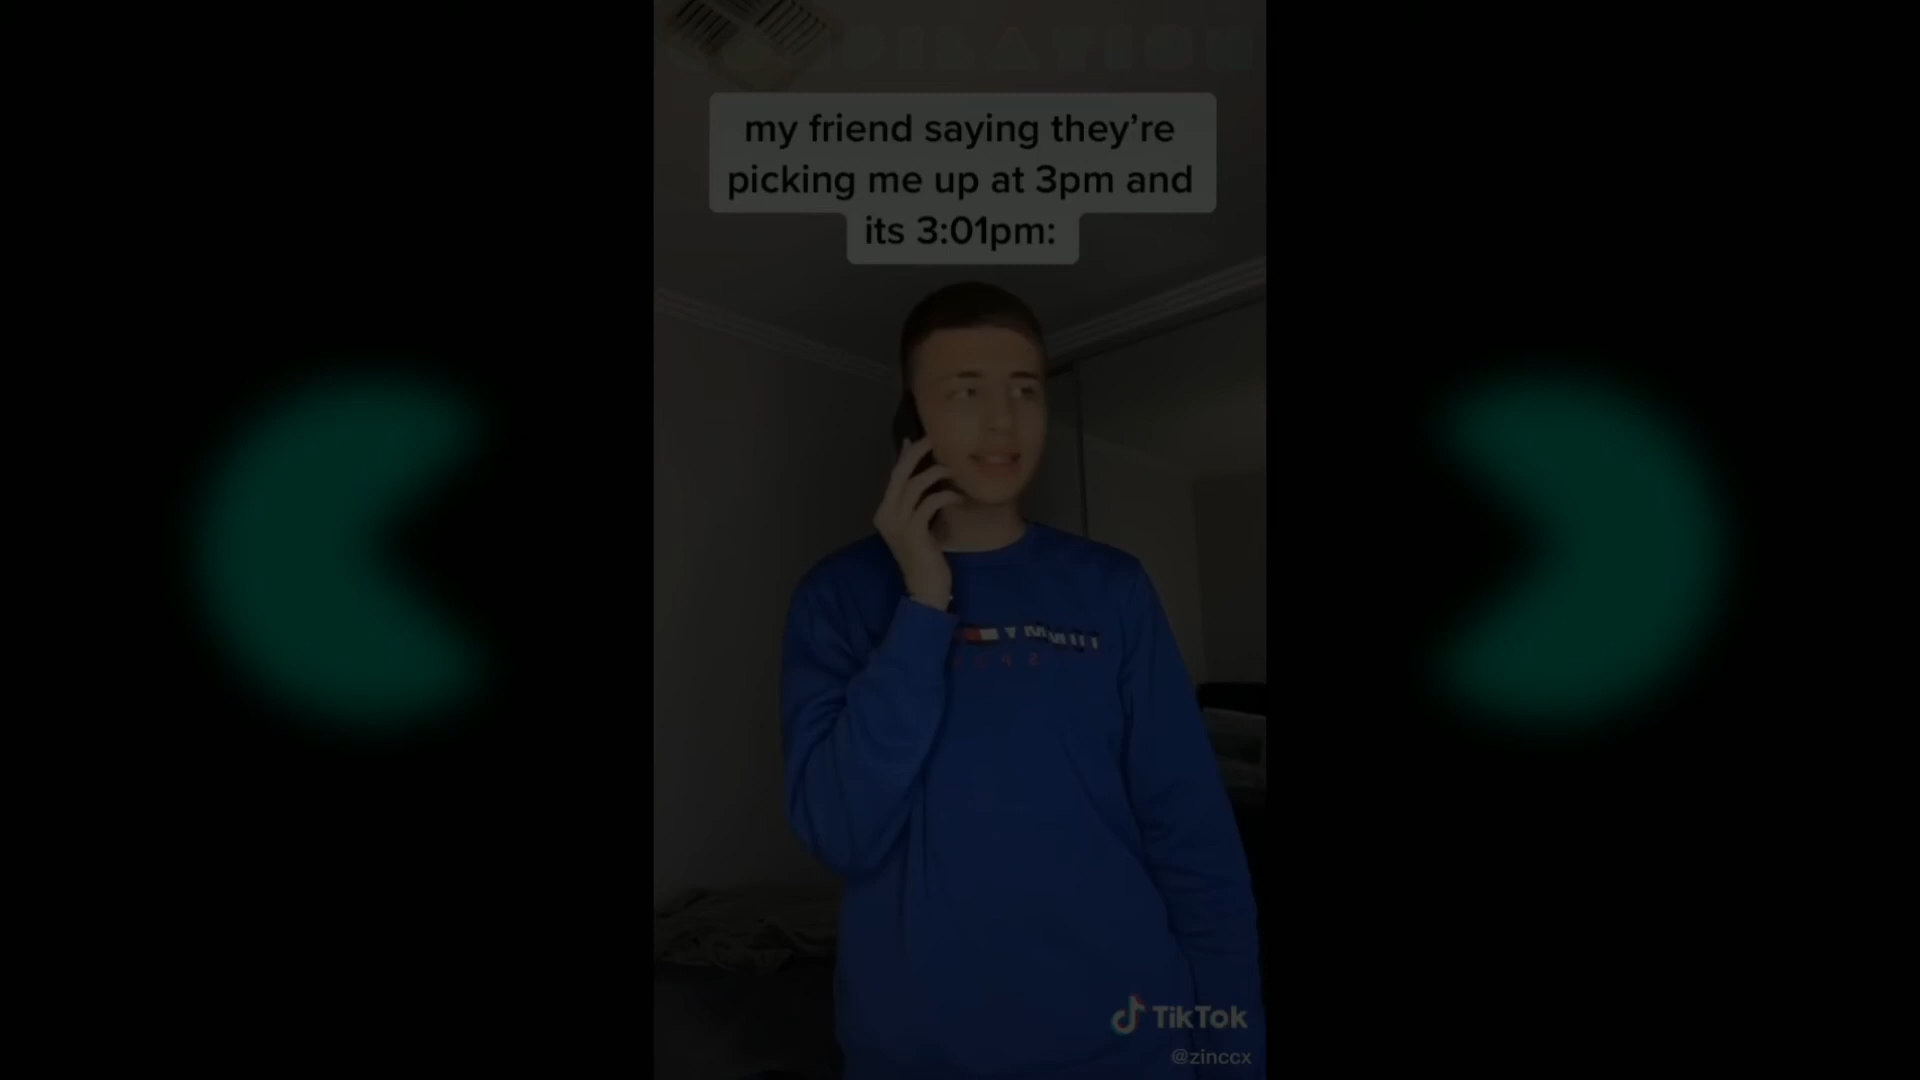 my friend saying they're
picking me up at 3pm and
its 3:01pm:
TikTok
@zinccx